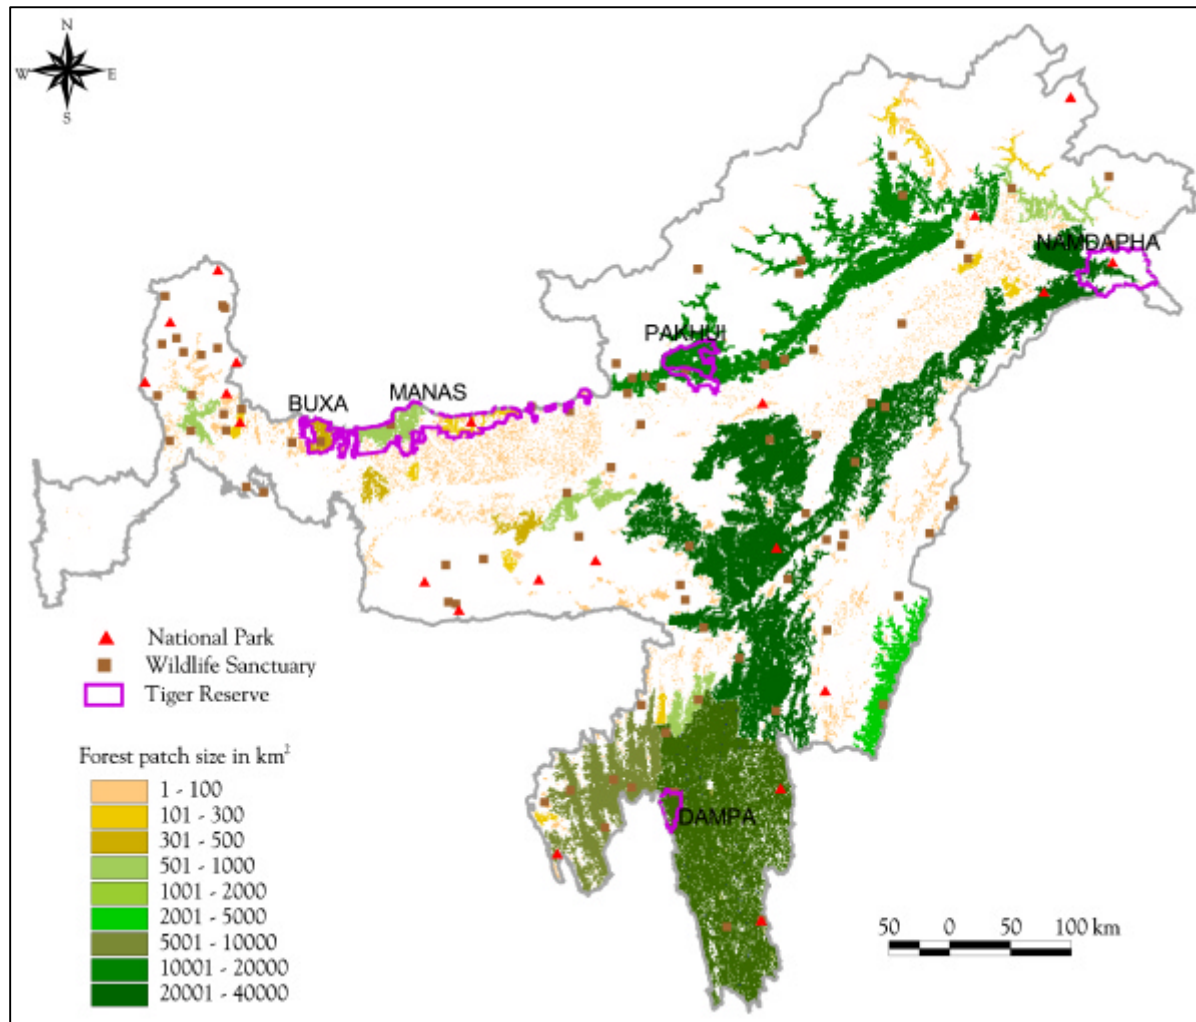 N
W E
S
NAMDAPHA
PAKHUI
BUXA
MANAS
DAMPA
National Park
Wildlife Sanctuary
Tiger Reserve
Forest patch size in km²
1 - 100
101 - 300
301 - 500
501 - 1000
1001 - 2000
2001 - 5000
5001 - 10000
10001 - 20000
20001 - 40000
50 0 50 100 km